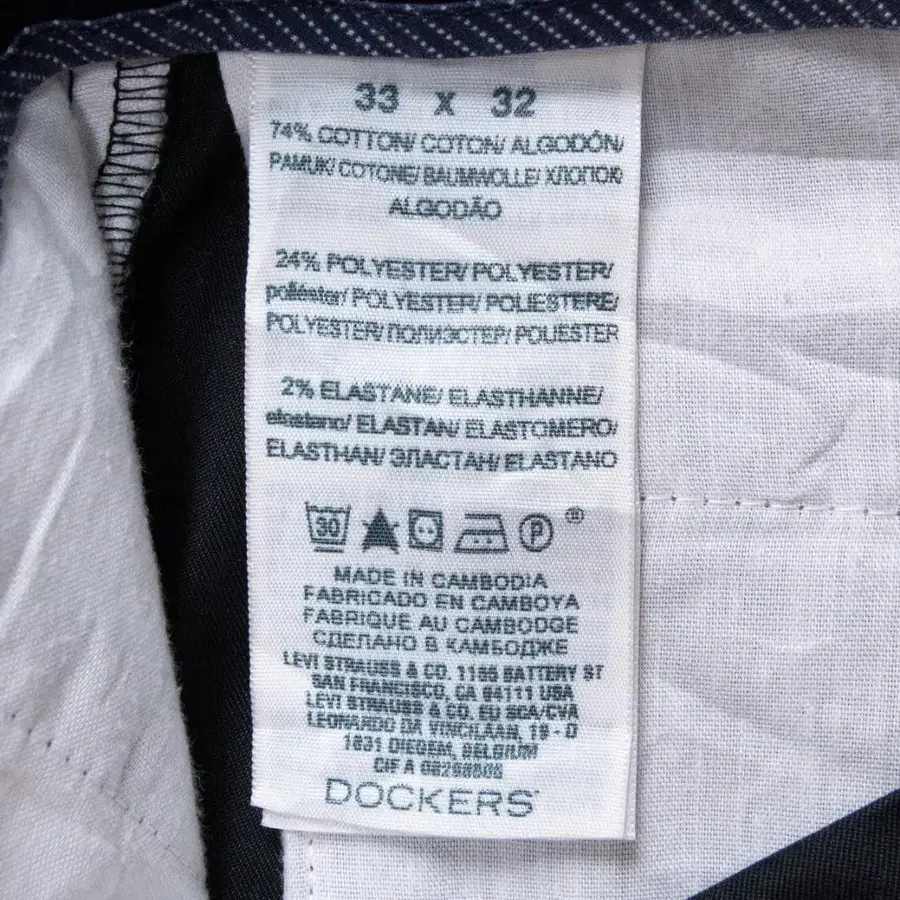 33 x 32
74% COTTON/ COTON/ ALGODÓN/
PAMUK/ COTONE/ BAUMWOLLE/ ХЛОПОК/
ALGODÃO
24% POLYESTER/ POLYESTER/
poliéster/ POLYESTER/ POLIESTERE/
POLYESTER/ ПОЛИЭСТЕР/ POLIESTER
2% ELASTANE/ ELASTHANNE/
elastano/ ELASTAN/ ELASTOMERO/
ELASTHAN/ ЭЛАСТАН/ ELASTANO
30 P ®
MADE IN CAMBODIA
FABRICADO EN CAMBOYA
FABRIQUE AU CAMBODGE
СДЕЛАНО В КАМБОДЖЕ
LEVI STRAUSS & CO. 1155 BATTERY ST
SAN FRANCISCO, CA 94111 USA
LEVI STRAUSS & CO. EU SCA/CVA
LEONARDO DA VINCILAAN, 19 - D
1831 DIEGEM, BELGIUM
CIF A
DOCKERS